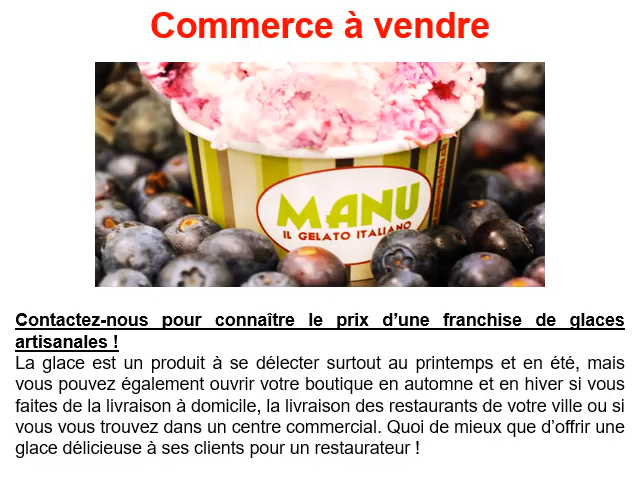 Commerce à vendre
MANU
IL GELATO ITALIANO
Contactez-nous pour connaître le prix d’une franchise de glaces
artisanales !
La glace est un produit à se délecter surtout au printemps et en été, mais
vous pouvez également ouvrir votre boutique en automne et en hiver si vous
faites de la livraison à domicile, la livraison des restaurants de votre ville ou si
vous vous trouvez dans un centre commercial. Quoi de mieux que d’offrir une
glace délicieuse à ses clients pour un restaurateur !